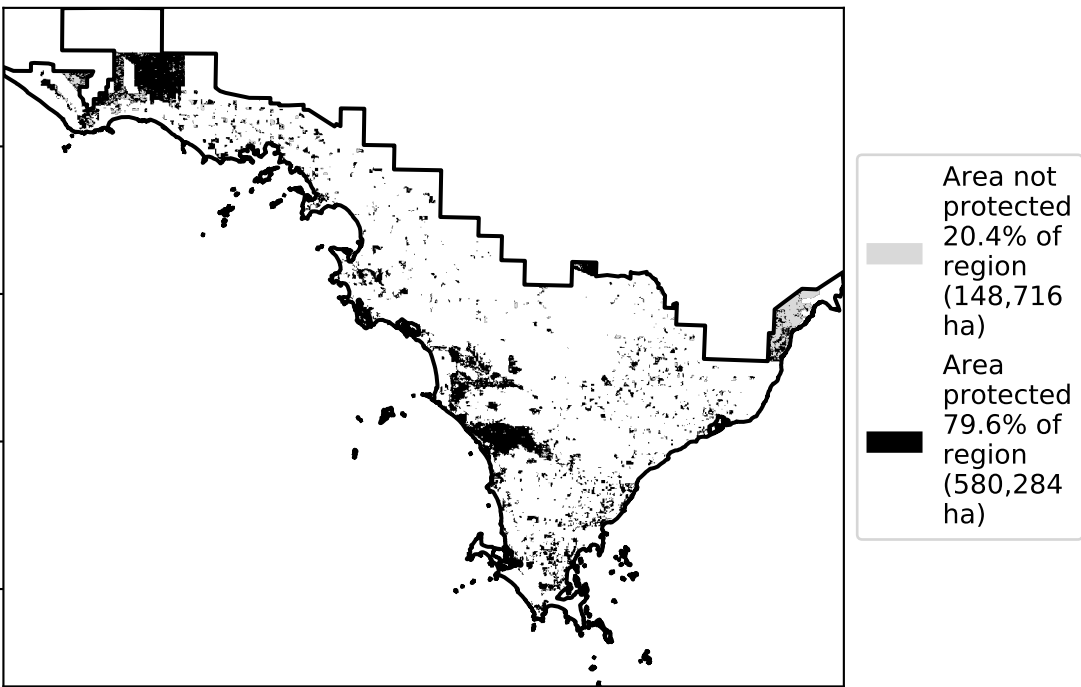 Area not
protected
20.4% of
region
(148,716
ha)
Area
protected
79.6% of
region
(580,284
ha)